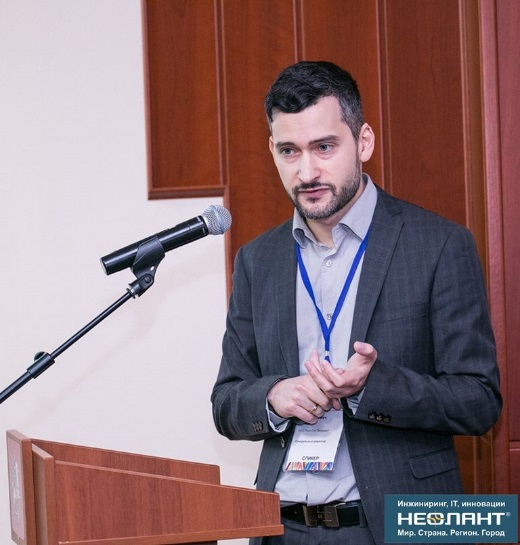 СПИКЕР
Инжиниринг, IT, инновации
НЕОЛАНТ®
Мир. Страна. Регион. Город